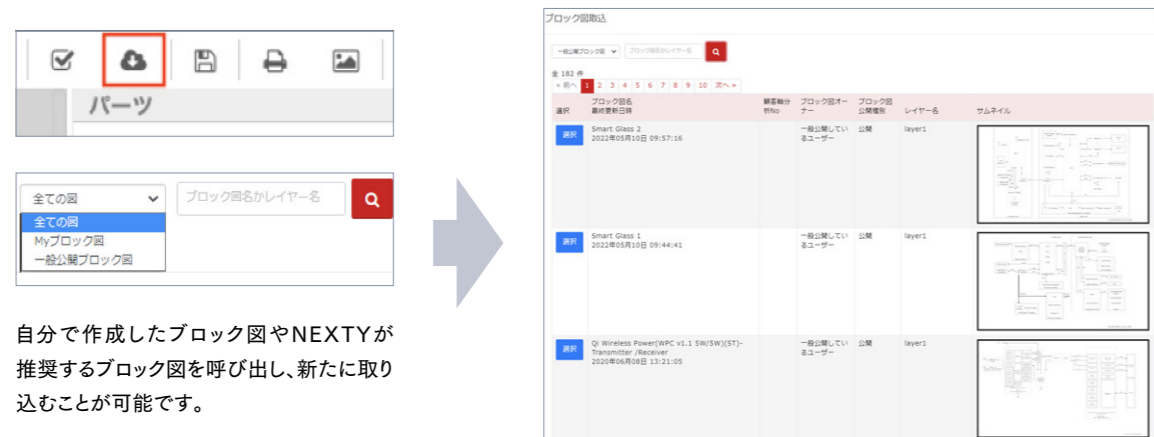 パーツ
全ての図
ブロック図名かレイヤー名
全ての図
Myブロック図
一般公開ブロック図
自分で作成したブロック図やNEXTYが
推奨するブロック図を呼び出し、新たに取り
込むことが可能です。
ブロック図取込
一般公開ブロック図
ブロック図名かレイヤー名
全 182 件
« 前へ 1 2 3 4 5 6 7 8 9 10 次へ »
選択 ブロック図名 最終更新日時 顧客軸分析No ブロック図オーナー ブロック図公開種別 レイヤー名 サムネイル
選択 Smart Glass 2 一般公開してい 公開 layer1
2022年05月10日 09:57:16 るユーザー
選択 Smart Glass 1 一般公開してい 公開 layer1
2022年05月10日 09:44:41 るユーザー
選択 Qi Wireless Power(WPC v1.1 5W/5W)(ST)- 一般公開してい 公開 layer1
Transmitter /Receiver るユーザー
2020年06月08日 13:21:05